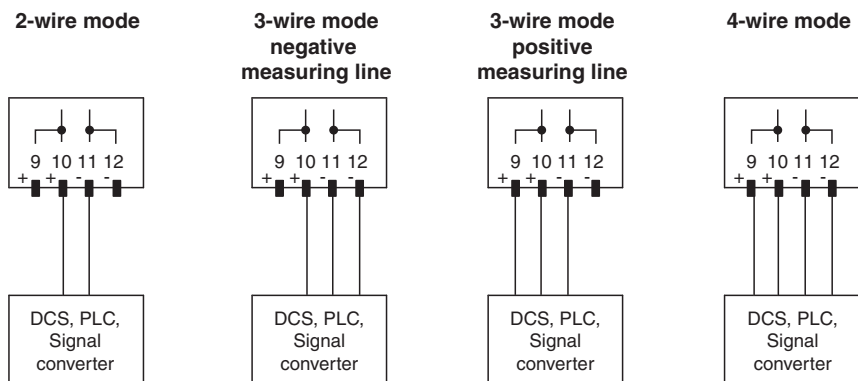 2-wire mode
3-wire mode
negative
measuring line
3-wire mode
positive
measuring line
4-wire mode
9 10 11 12
+ + - -
9 10 11 12
+ + - -
9 10 11 12
+ + - -
9 10 11 12
+ + - -
DCS, PLC,
Signal
converter
DCS, PLC,
Signal
converter
DCS, PLC,
Signal
converter
DCS, PLC,
Signal
converter